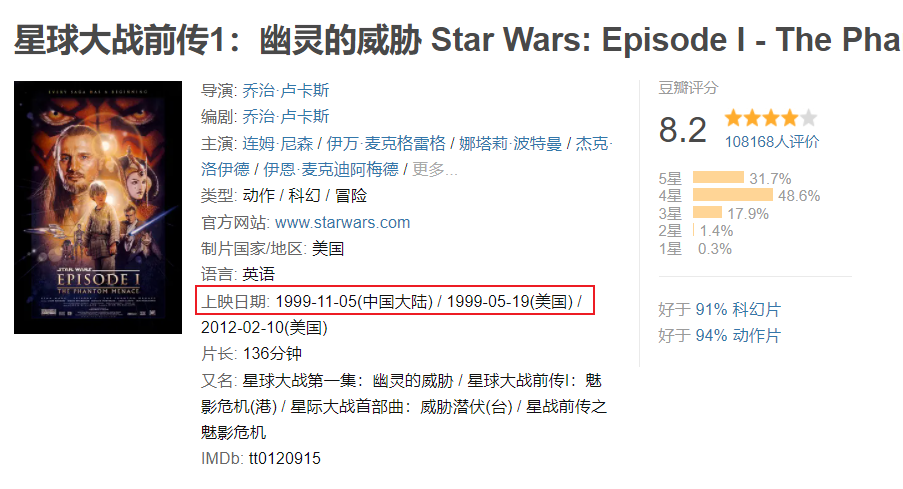 星球大战前传1：幽灵的威胁 Star Wars: Episode I - The Pha
EVERY SAGA HAS A BEGINNING
STAR WARS
EPISODE I
THE PHANTOM MENACE
导演: 乔治·卢卡斯
编剧: 乔治·卢卡斯
主演: 连姆·尼森 / 伊万·麦克格雷格 / 娜塔莉·波特曼 / 杰克·
洛伊德 / 伊恩·麦克迪阿梅德 / 更多...
类型: 动作 / 科幻 / 冒险
官方网站: www.starwars.com
制片国家/地区: 美国
语言: 英语
上映日期: 1999-11-05(中国大陆) / 1999-05-19(美国) /
2012-02-10(美国)
片长: 136分钟
又名: 星球大战第一集：幽灵的威胁 / 星球大战前传I：魅
影危机(港) / 星际大战首部曲：威胁潜伏(台) / 星战前传之
魅影危机
IMDb: tt0120915
豆瓣评分
8.2
108168人评价
5星 31.7%
4星 48.6%
3星 17.9%
2星 1.4%
1星 0.3%
好于 91% 科幻片
好于 94% 动作片